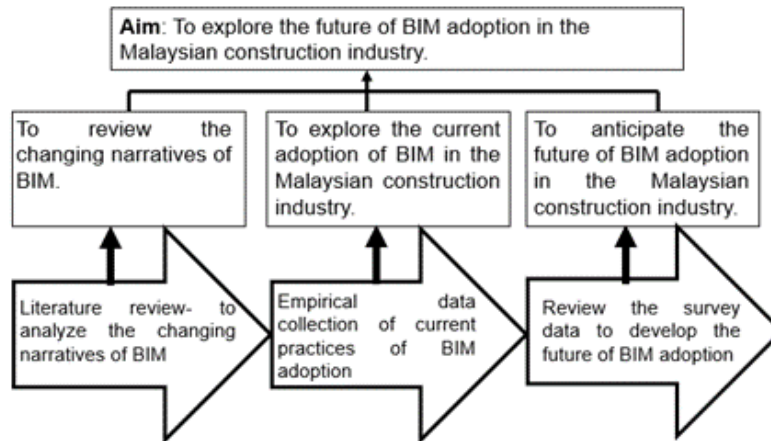 Aim: To explore the future of BIM adoption in the
Malaysian construction industry.
To review the
changing narratives of
BIM.
To explore the current
adoption of BIM in the
Malaysian construction
industry.
To anticipate the
future of BIM adoption
in the Malaysian
construction industry.
Literature review- to
analyze the changing
narratives of BIM
Empirical data
collection of current
practices of BIM
adoption
Review the survey
data to develop the
future of BIM adoption